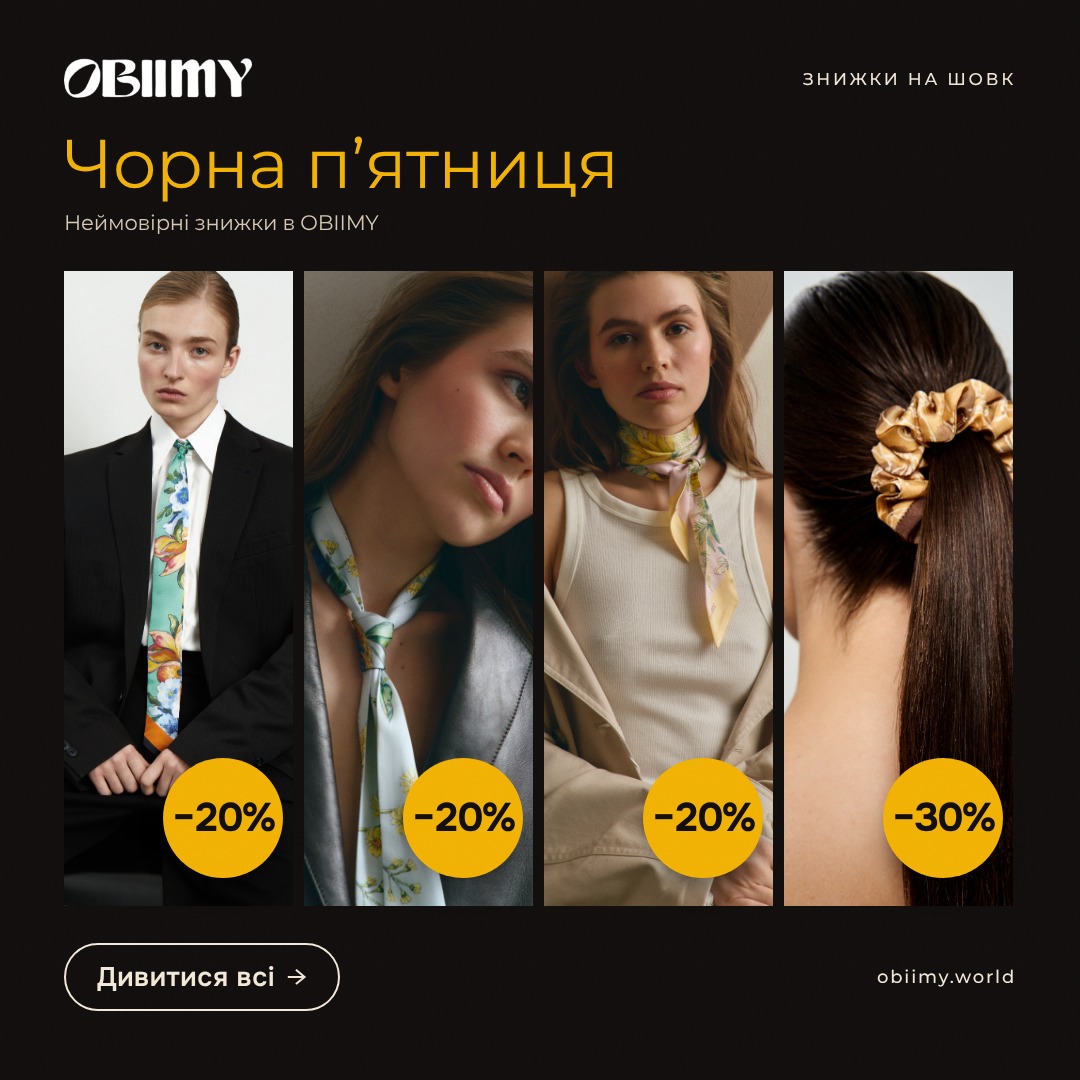 OBIIMY
ЗНИЖКИ НА ШОВК
Чорна п’ятниця
Неймовірні знижки в OBIIMY
−20%
−20%
−20%
−30%
Дивитися всі →
obiimy.world